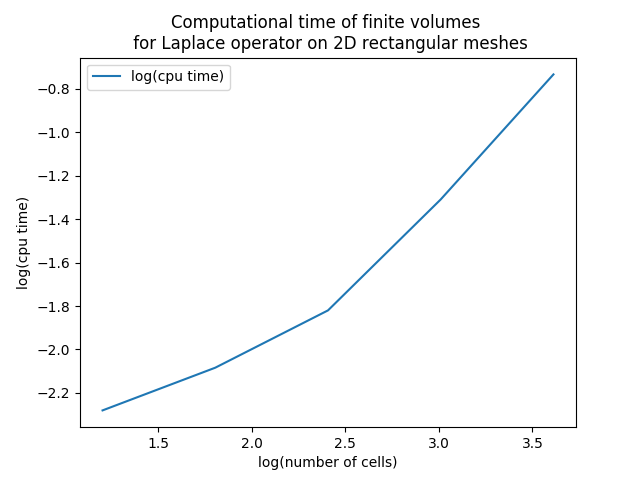 Computational time of finite volumes
for Laplace operator on 2D rectangular meshes
log(cpu time)
−0.8
−1.0
−1.2
−1.4
−1.6
−1.8
−2.0
−2.2
log(cpu time)
1.5 2.0 2.5 3.0 3.5
log(number of cells)